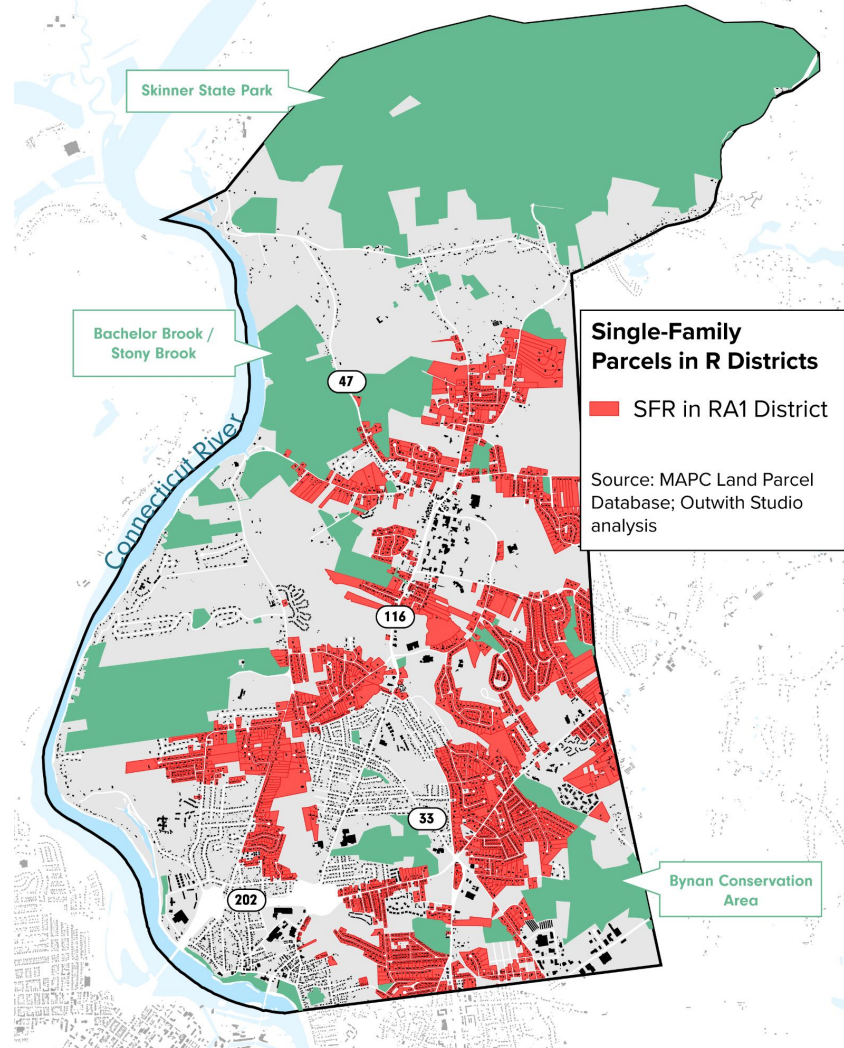 Skinner State Park
Bachelor Brook /
Stony Brook
Connecticut River
47
Single-Family
Parcels in R Districts
SFR in RA1 District
Source: MAPC Land Parcel
Database; Outwith Studio
analysis
116
33
202
Bynan Conservation
Area